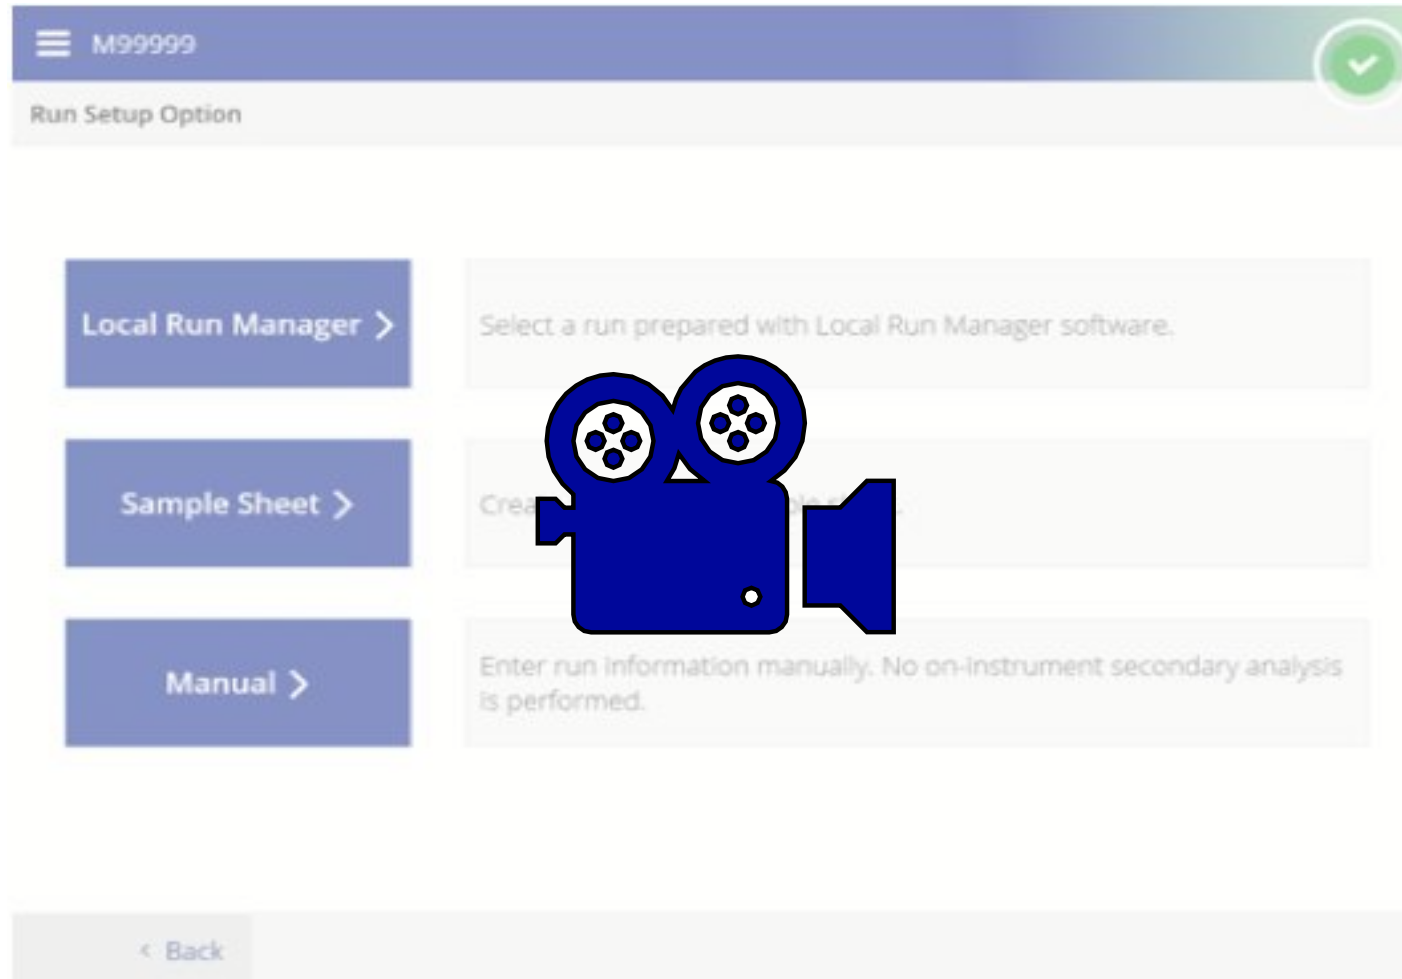 M99999
Run Setup Option
Local Run Manager
Select a run prepared with Local Run Manager software.
Sample Sheet
Manual
Enter run information manually. No on-instrument secondary analysis
is performed.
< Back